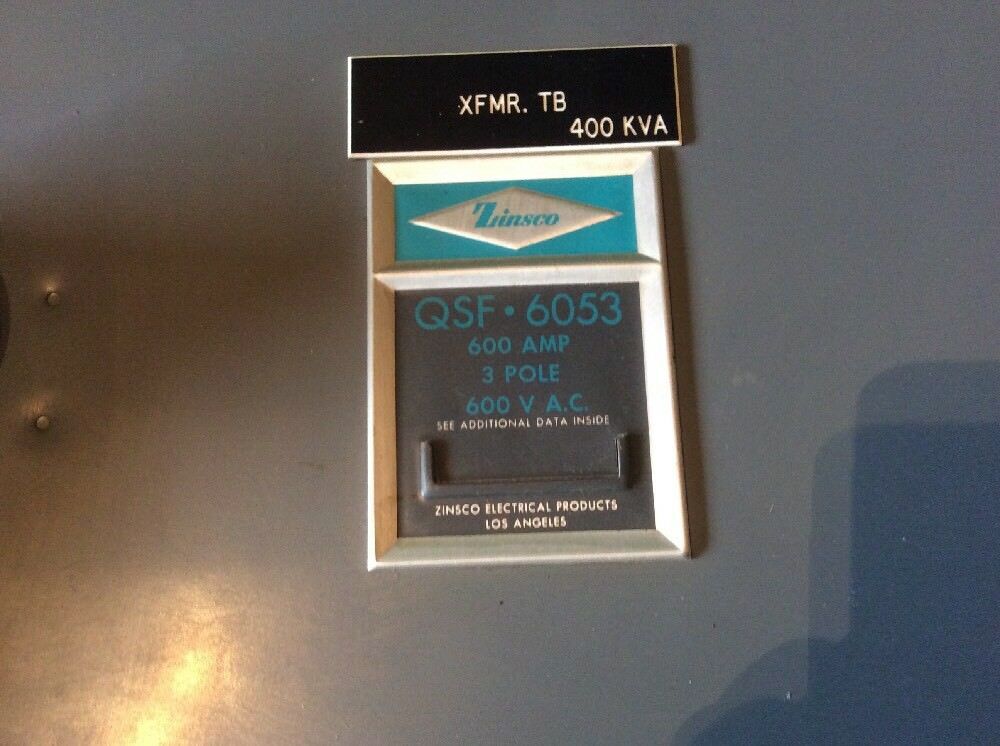 XFMR. TB
400 KVA
Zinsco
QSF • 6053
600 AMP
3 POLE
600 V A.C.
SEE ADDITIONAL DATA INSIDE
ZINSCO ELECTRICAL PRODUCTS
LOS ANGELES